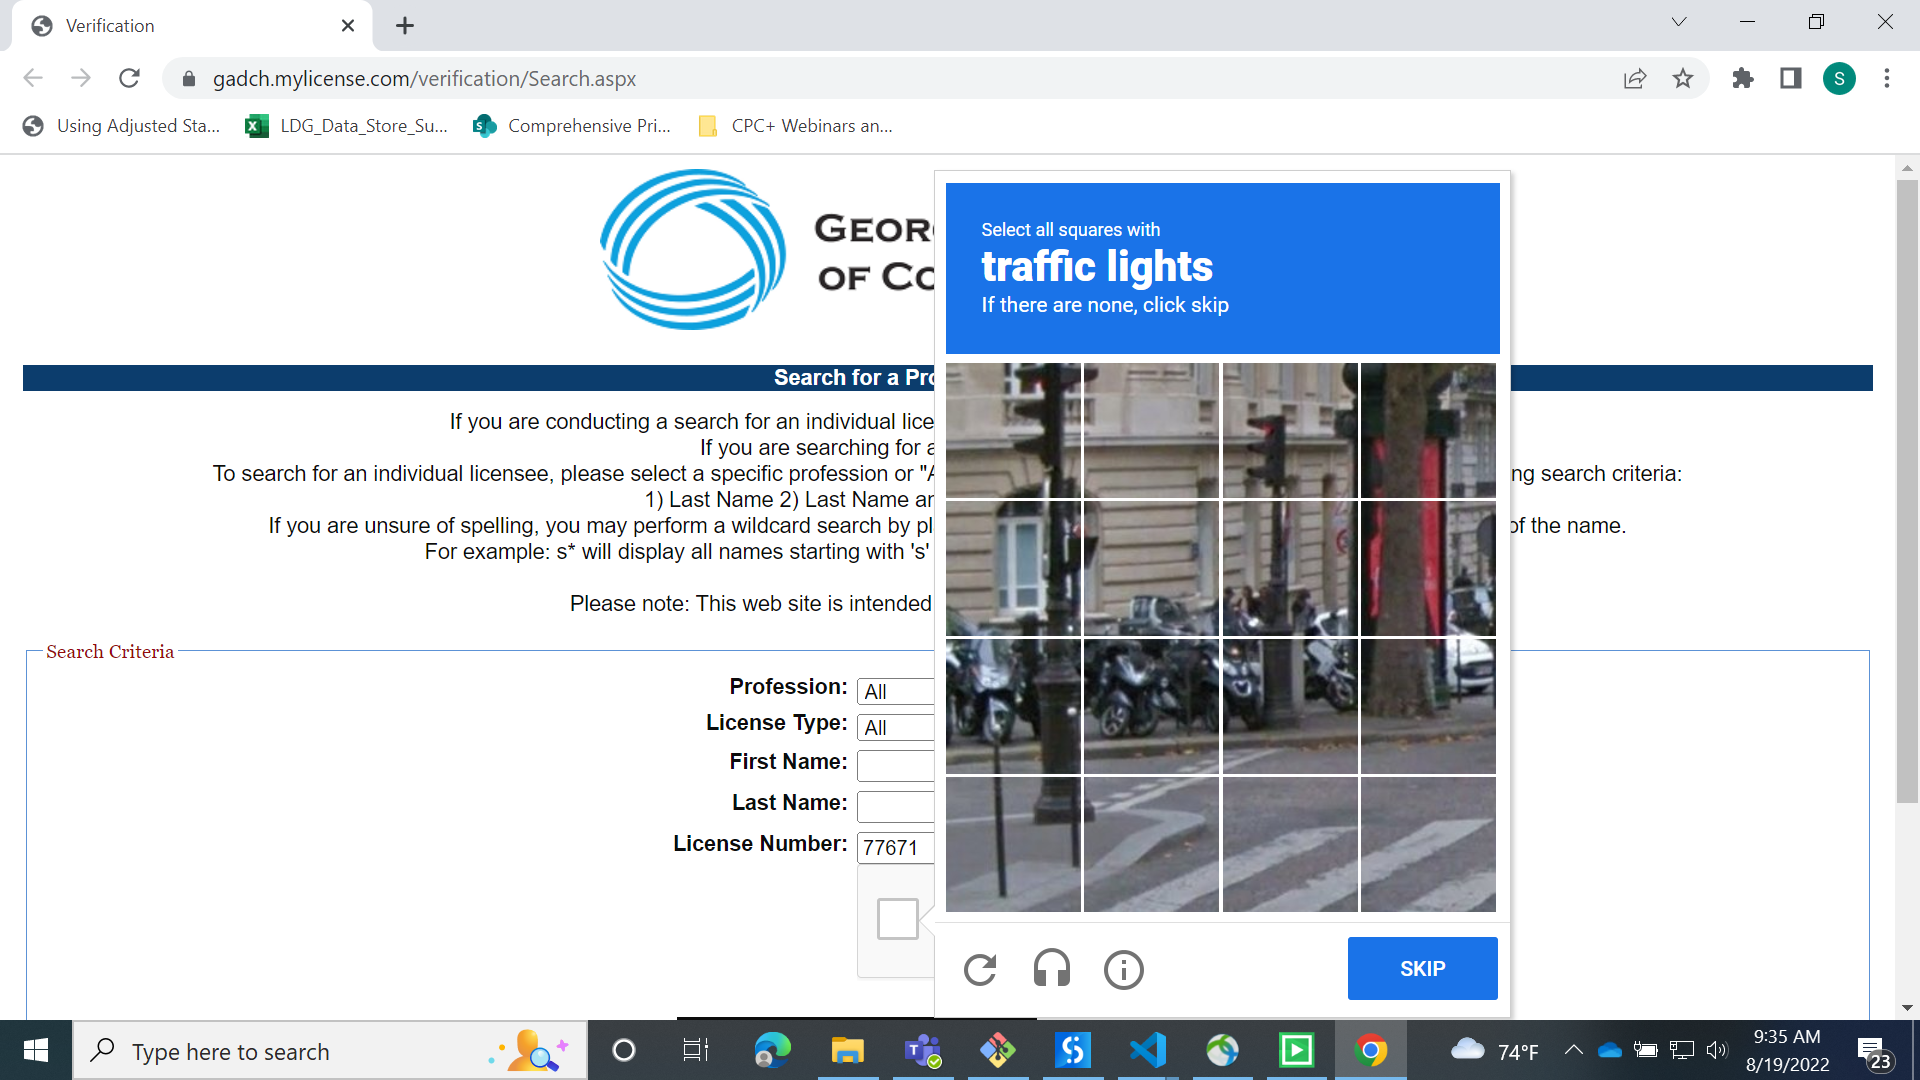 Verification
gadch.mylicense.com/verification/Search.aspx
S
Using Adjusted Sta...
LDG_Data_Store_Su...
Comprehensive Pri...
CPC+ Webinars an...
GEOR
OF CO
Select all squares with
traffic lights
If there are none, click skip
Search for a Pro
If you are conducting a search for an individual lice
If you are searching for a
To search for an individual licensee, please select a specific profession or "A
ng search criteria:
1) Last Name 2) Last Name an
If you are unsure of spelling, you may perform a wildcard search by pl
of the name.
For example: s* will display all names starting with 's'
Please note: This web site is intended
Search Criteria
Profession: All
License Type: All
First Name:
Last Name:
License Number: 77671
SKIP
Type here to search
74°F
9:35 AM
8/19/2022
23